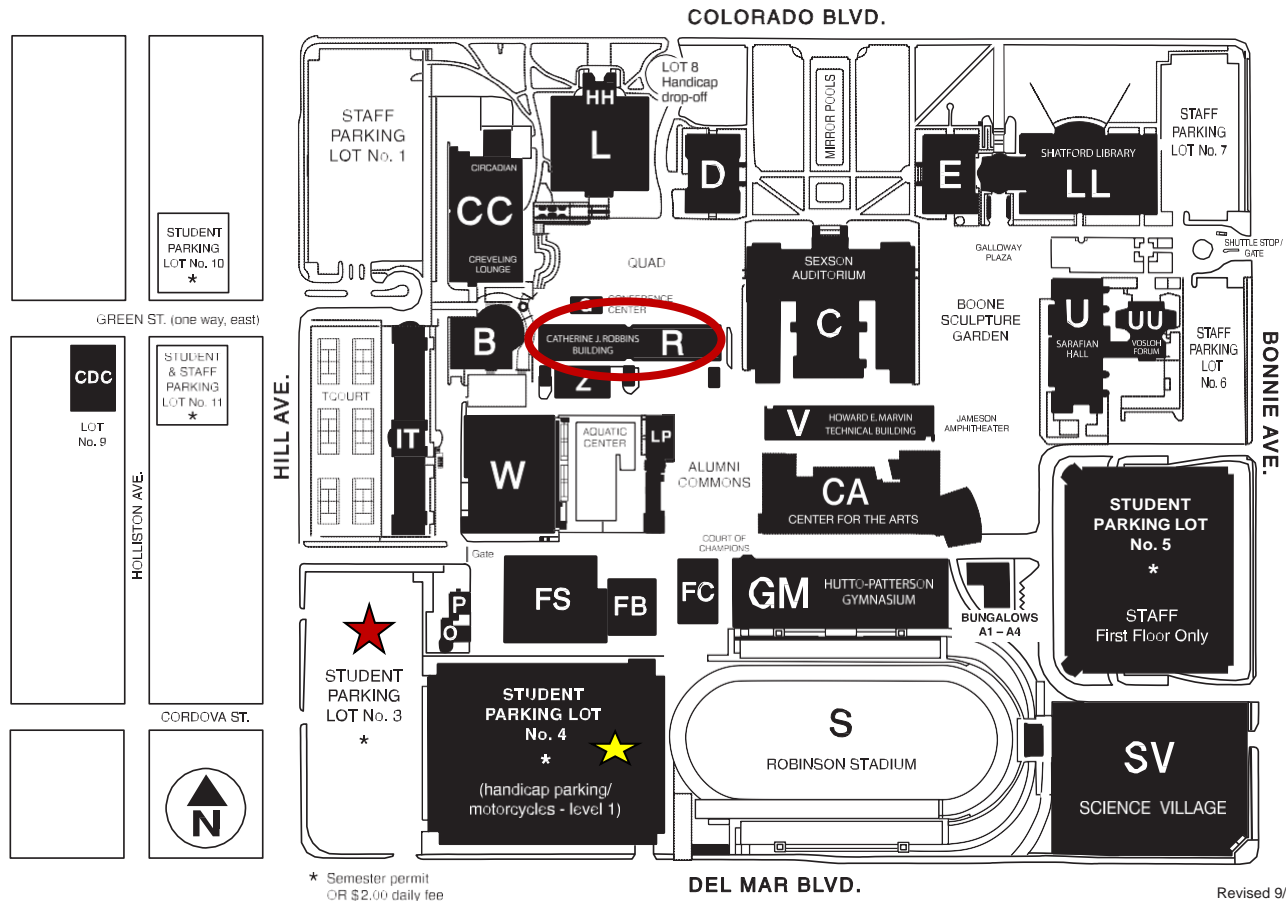 COLORADO BLVD.
LOT 8
Handicap
drop-off
HH
L
STAFF
PARKING
LOT No. 1
CIRCADIAN
CC
CREVELING
LOUNGE
D
MIRROR POOLS
E
SHATFORD LIBRARY
LL
STAFF
PARKING
LOT No. 7
STUDENT
PARKING
LOT No. 10
*
QUAD
SEXSON
AUDITORIUM
C
GALLOWAY
PLAZA
SHUTTLE STOP/
GATE
GREEN ST. (one way, east)
G
CONFERENCE
CENTER
B
CATHERINE J. ROBBINS
BUILDING
R
Z
BOONE
SCULPTURE
GARDEN
U
SARAFIAN
HALL
UU
VOSLOH
FORUM
STAFF
PARKING
LOT
No. 6
BONNIE AVE.
CDC
LOT
No. 9
STUDENT
& STAFF
PARKING
LOT No. 11
*
HOLLISTON AVE.
HILL AVE.
TCOURT
IT
W
AQUATIC
CENTER
LP
ALUMNI
COMMONS
V
HOWARD E. MARVIN
TECHNICAL BUILDING
JAMESON
AMPHITHEATER
CA
CENTER FOR THE ARTS
STUDENT
PARKING LOT
No. 5
*
STAFF
First Floor Only
Gate
COURT OF
CHAMPIONS
P
O
FS
FB
FC
GM
HUTTO-PATTERSON
GYMNASIUM
BUNGALOWS
A1 – A4
STUDENT
PARKING
LOT No. 3
*
STUDENT
PARKING LOT
No. 4
*
(handicap parking/
motorcycles - level 1)
CORDOVA ST.
N
S
ROBINSON STADIUM
SV
SCIENCE VILLAGE
* Semester permit
OR $2.00 daily fee
DEL MAR BLVD.
Revised 9/